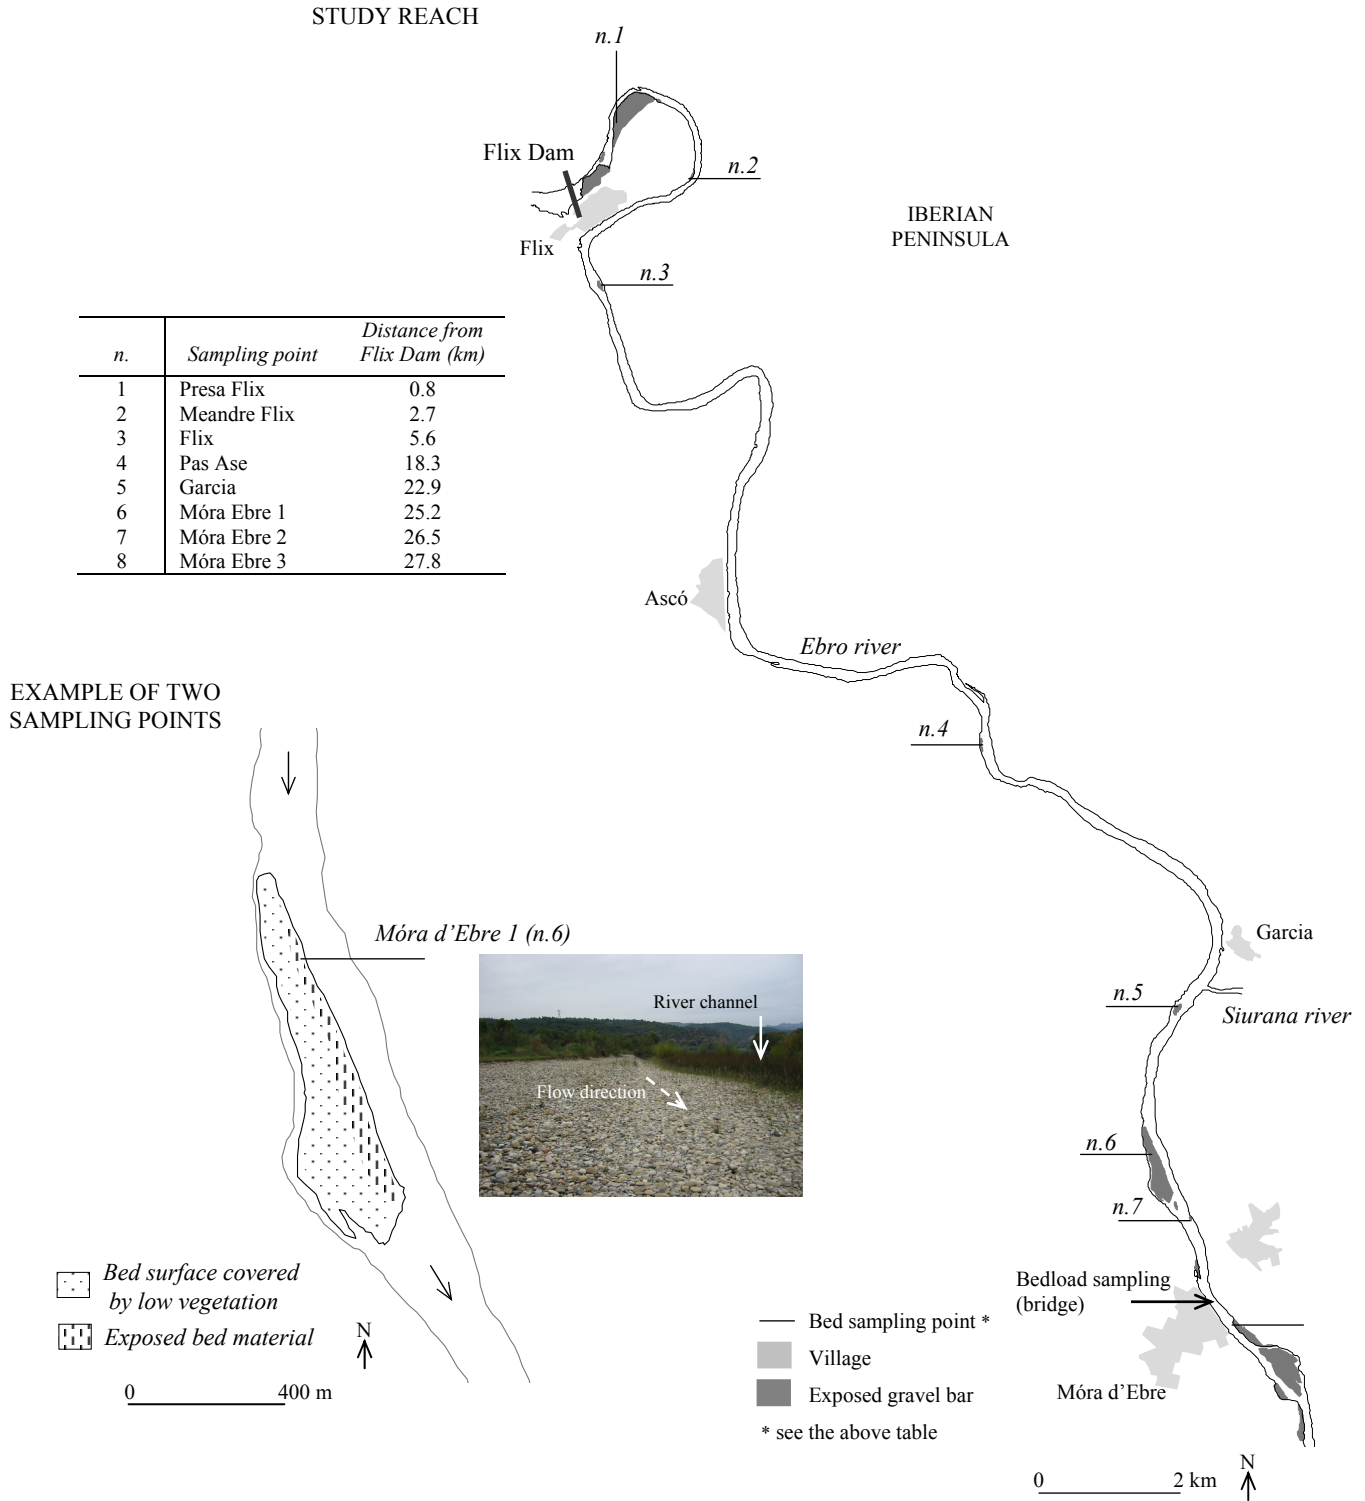 STUDY REACH
n.1
Flix Dam
n.2
IBERIAN
PENINSULA
Flix
n.3
n. Sampling point Distance from Flix Dam (km)
1 Presa Flix 0.8
2 Meandre Flix 2.7
3 Flix 5.6
4 Pas Ase 18.3
5 Garcia 22.9
6 Móra Ebre 1 25.2
7 Móra Ebre 2 26.5
8 Móra Ebre 3 27.8
Ascó
Ebro river
EXAMPLE OF TWO
SAMPLING POINTS
n.4
Móra d'Ebre 1 (n.6)
Garcia
River channel
n.5
Siurana river
Flow direction
n.6
n.7
Bed surface covered
by low vegetation
Exposed bed material
N
0 400 m
Bedload sampling
(bridge)
Bed sampling point *
Village
Exposed gravel bar
* see the above table
Móra d'Ebre
0 2 km
N